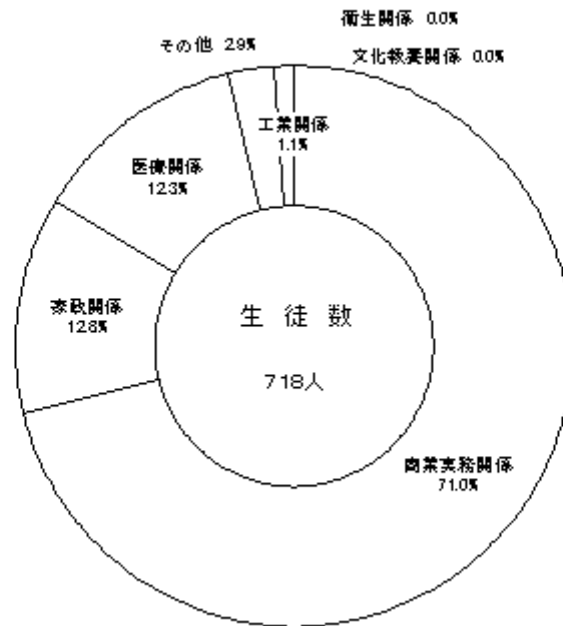 衛生関係 0.0%
その他 2.9%
文化教養関係 0.0%
工業関係
1.1%
医療関係
12.3%
家政関係
12.8%
生 徒 数
718人
商業実務関係
71.0%